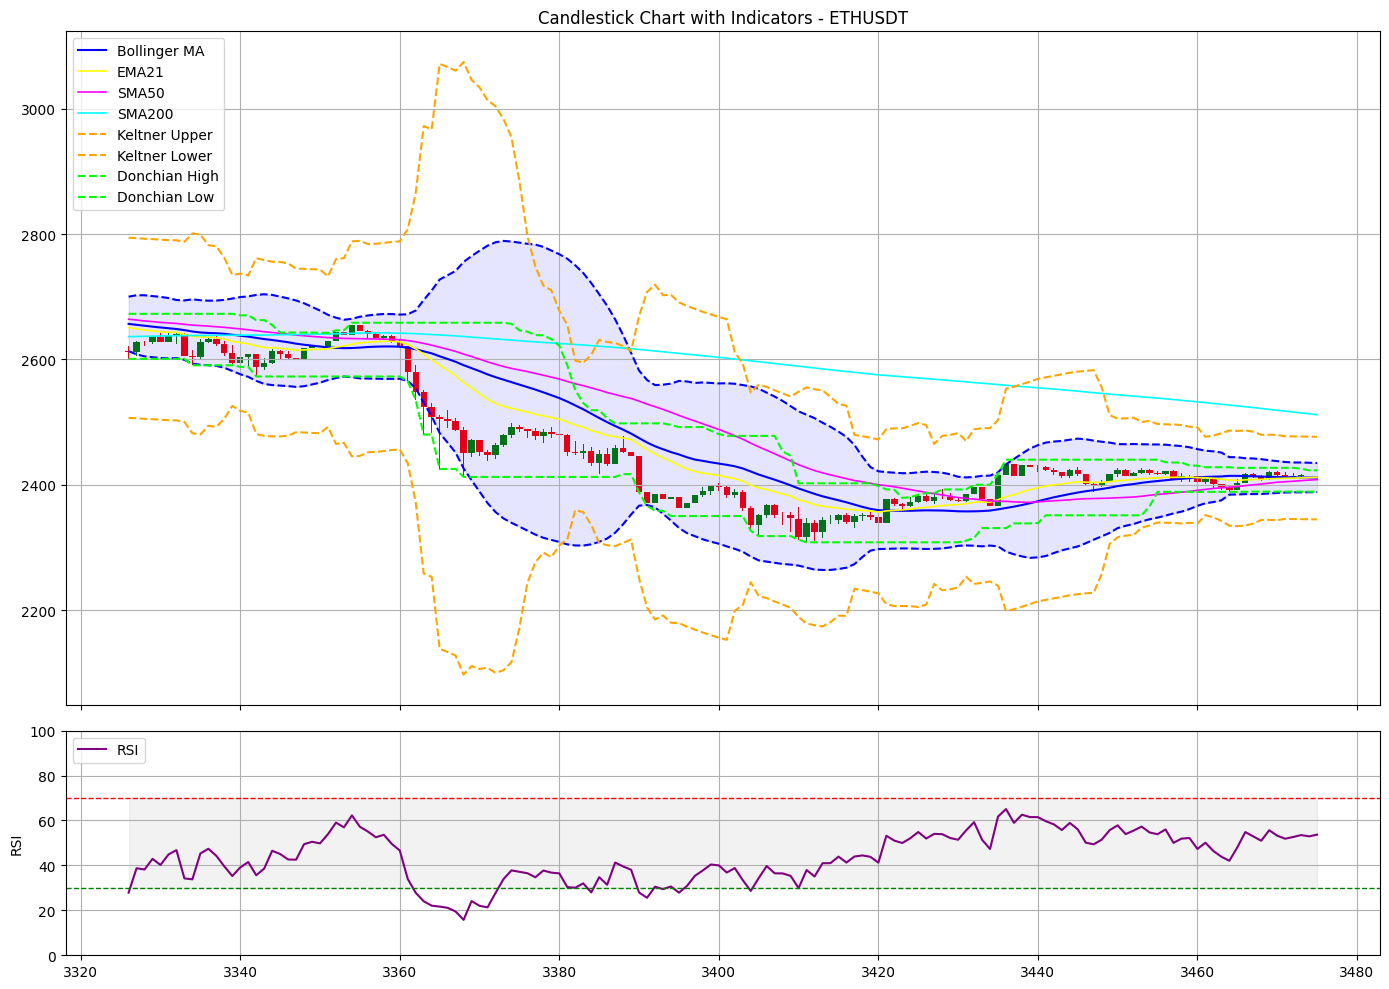 Candlestick Chart with Indicators - ETHUSDT
Bollinger MA
EMA21
SMA50
SMA200
Keltner Upper
Keltner Lower
Donchian High
Donchian Low
3000
2800
2600
2400
2200
RSI
100
80
60
40
20
0
RSI
3320
3340
3360
3380
3400
3420
3440
3460
3480